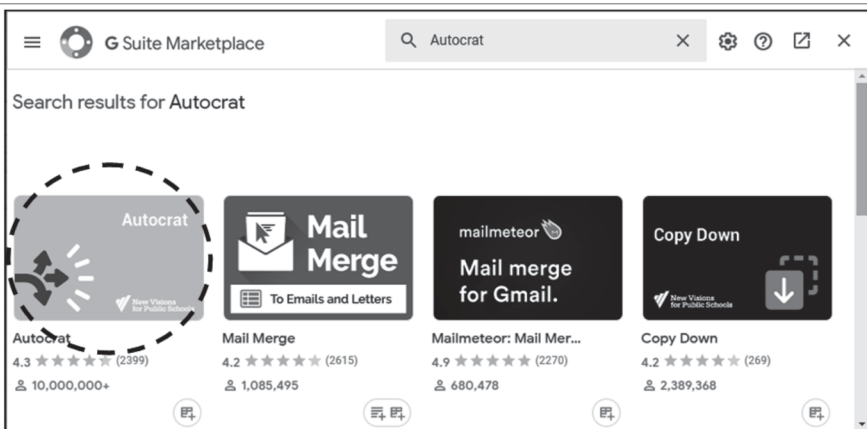 G Suite Marketplace
Autocrat
Search results for Autocrat
Autocrat
New Visions
for Public Schools
Autocrat
4.3 (2399)
10,000,000+
Mail
Merge
To Emails and Letters
Mail Merge
4.2 (2615)
1,085,495
mailmeteor
Mail merge
for Gmail.
Mailmeteor: Mail Mer...
4.9 (2270)
680,478
Copy Down
New Visions
for Public Schools
Copy Down
4.2 (269)
2,389,368